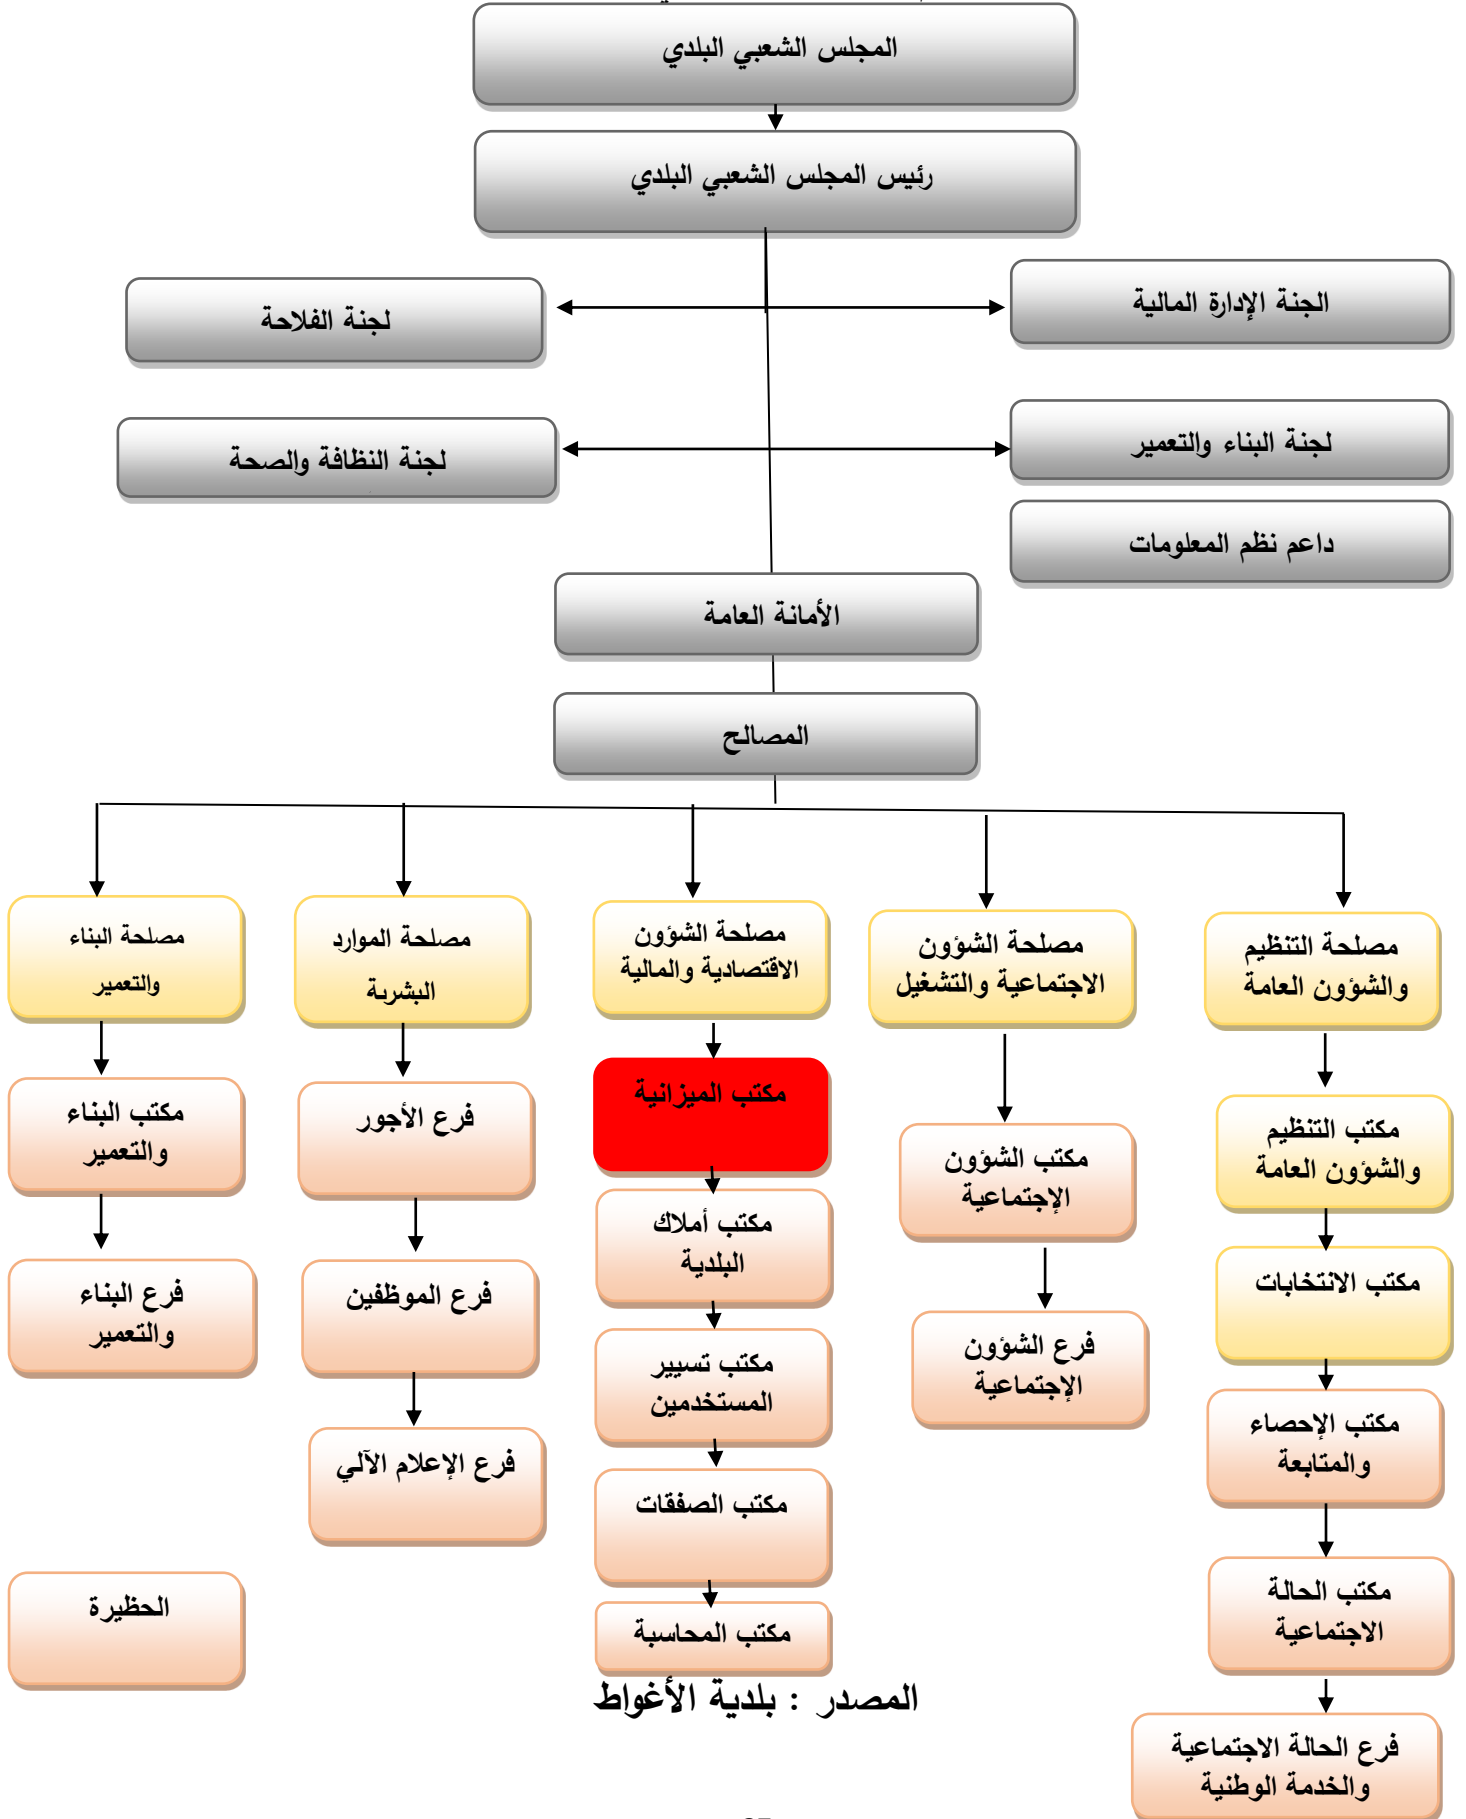 المجلس الشعبي البلدي
رئيس المجلس الشعبي البلدي
الجنة الإدارة المالية
لجنة الفلاحة
لجنة البناء والتعمير
لجنة النظافة والصحة
داعم نظم المعلومات
الأمانة العامة
المصالح
مصلحة التنظيم
والشؤون العامة
مكتب التنظيم
والشؤون العامة
مكتب الانتخابات
مكتب الإحصاء
والمتابعة
مكتب الحالة
الاجتماعية
فرع الحالة الاجتماعية
والخدمة الوطنية
مصلحة الشؤون
الاجتماعية والتشغيل
مكتب الشؤون
الإجتماعية
فرع الشؤون
الإجتماعية
مصلحة الشؤون
الاقتصادية والمالية
مكتب الميزانية
مكتب أملاك
البلدية
مكتب تسيير
المستخدمين
مكتب الصفقات
مكتب المحاسبة
مصلحة الموارد
البشرية
فرع الأجور
فرع الموظفين
فرع الإعلام الآلي
مصلحة البناء
والتعمير
مكتب البناء
والتعمير
فرع البناء
والتعمير
الحظيرة
المصدر : بلدية الأغواط